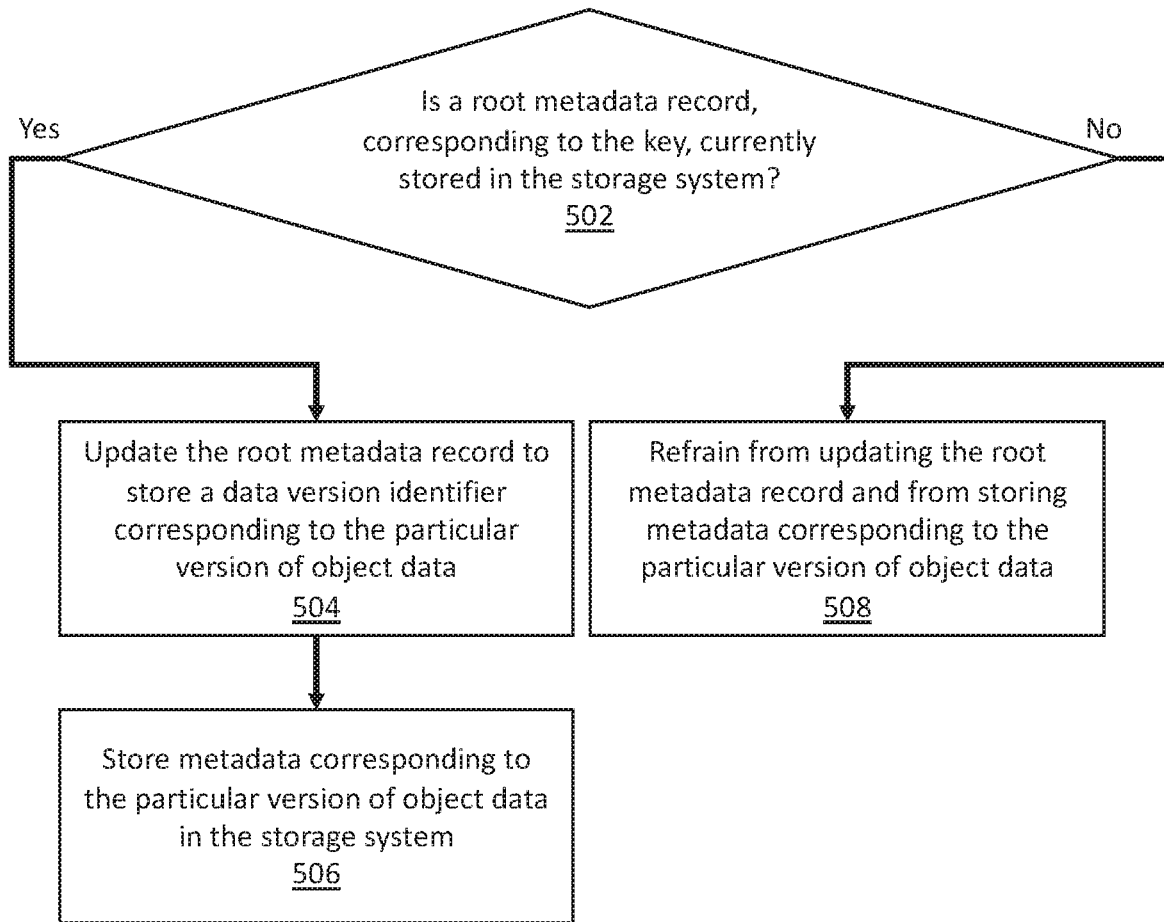 Is a root metadata record,
corresponding to the key, currently
stored in the storage system?
502
Yes
No
Update the root metadata record to
store a data version identifier
corresponding to the particular
version of object data
504
Refrain from updating the root
metadata record and from storing
metadata corresponding to the
particular version of object data
508
Store metadata corresponding to
the particular version of object data
in the storage system
506